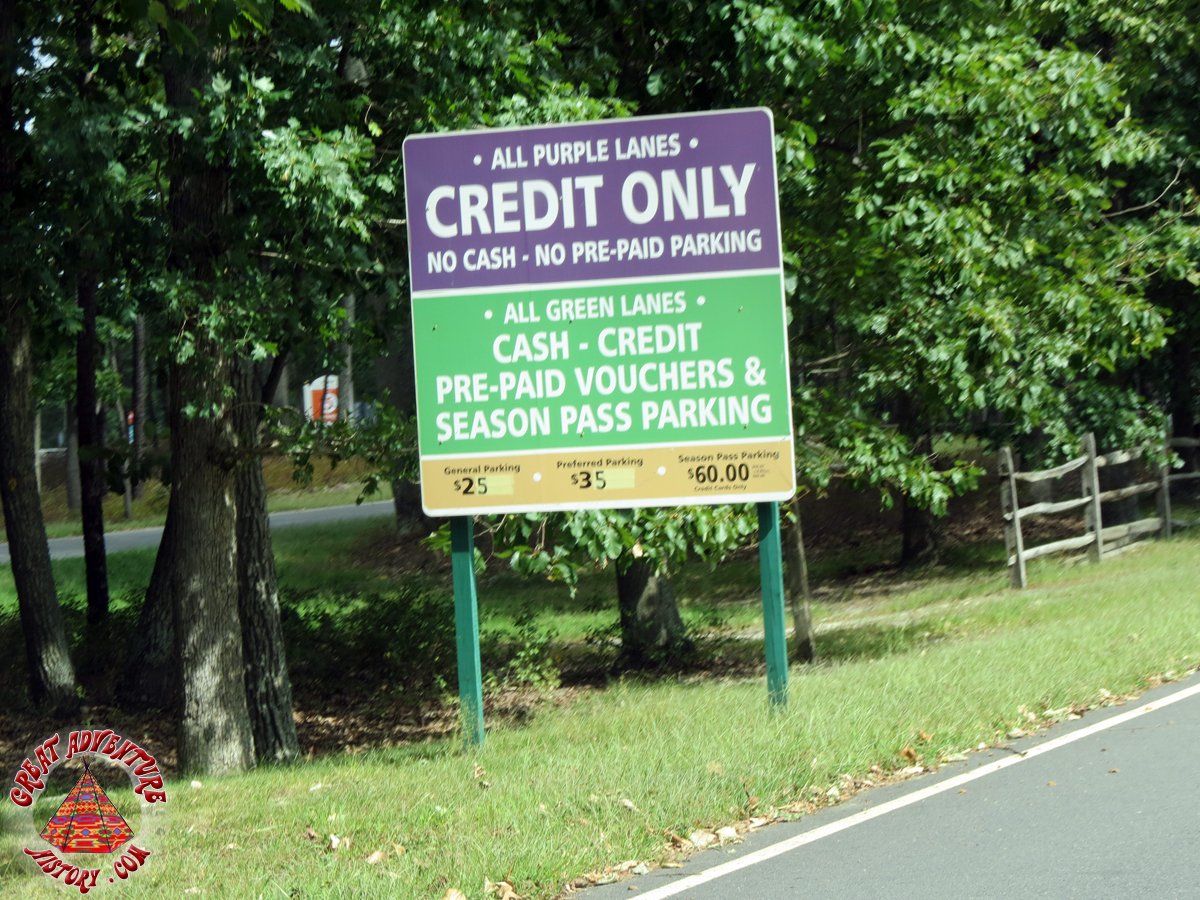 • ALL PURPLE LANES •
CREDIT ONLY
NO CASH - NO PRE-PAID PARKING
• ALL GREEN LANES •
CASH - CREDIT
PRE-PAID VOUCHERS &
SEASON PASS PARKING
General Parking • Preferred Parking • Season Pass Parking
$25 $35 $60.00
Credit Cards Only
GREAT ADVENTURE
HISTORY.COM